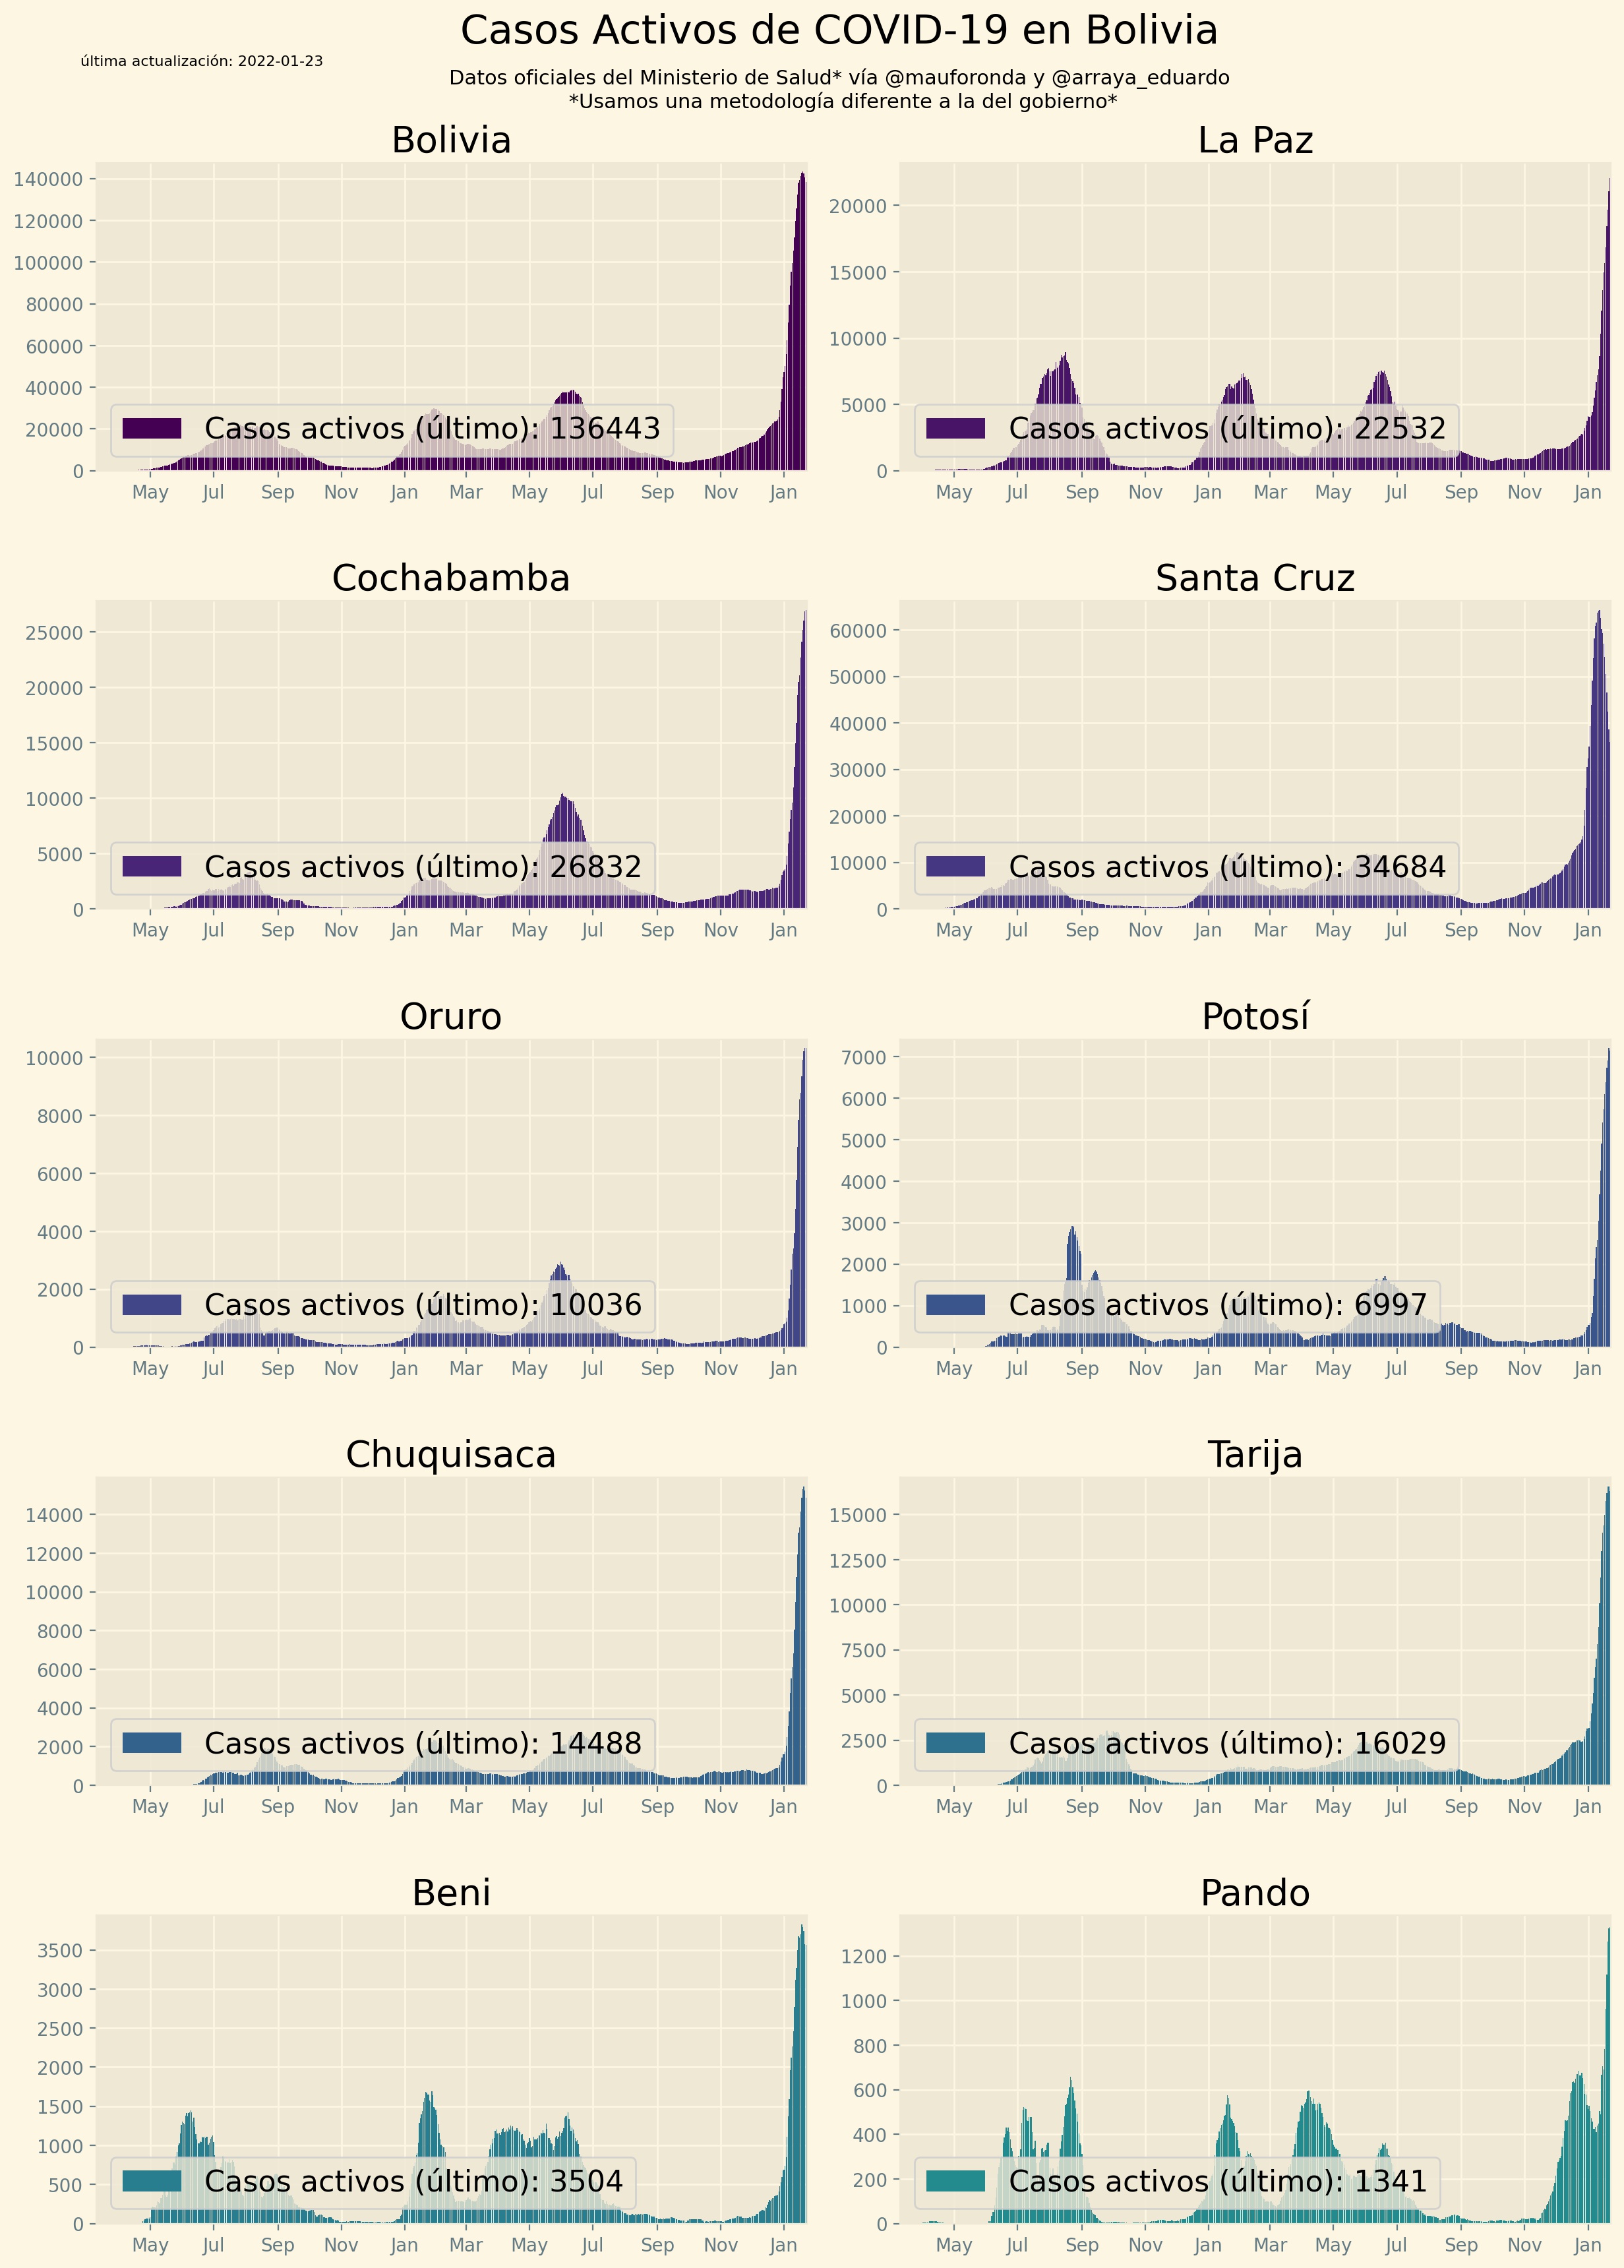 Casos Activos de COVID-19 en Bolivia
última actualización: 2022-01-23
Datos oficiales del Ministerio de Salud* vía @mauforonda y @arraya_eduardo
*Usamos una metodología diferente a la del gobierno*
Bolivia
140000
120000
100000
80000
60000
40000
20000
0
Casos activos (último): 136443
May Jul Sep Nov Jan Mar May Jul Sep Nov Jan
La Paz
20000
15000
10000
5000
0
Casos activos (último): 22532
May Jul Sep Nov Jan Mar May Jul Sep Nov Jan
Cochabamba
25000
20000
15000
10000
5000
0
Casos activos (último): 26832
May Jul Sep Nov Jan Mar May Jul Sep Nov Jan
Santa Cruz
60000
50000
40000
30000
20000
10000
0
Casos activos (último): 34684
May Jul Sep Nov Jan Mar May Jul Sep Nov Jan
Oruro
10000
8000
6000
4000
2000
0
Casos activos (último): 10036
May Jul Sep Nov Jan Mar May Jul Sep Nov Jan
Potosí
7000
6000
5000
4000
3000
2000
1000
0
Casos activos (último): 6997
May Jul Sep Nov Jan Mar May Jul Sep Nov Jan
Chuquisaca
14000
12000
10000
8000
6000
4000
2000
0
Casos activos (último): 14488
May Jul Sep Nov Jan Mar May Jul Sep Nov Jan
Tarija
15000
12500
10000
7500
5000
2500
0
Casos activos (último): 16029
May Jul Sep Nov Jan Mar May Jul Sep Nov Jan
Beni
3500
3000
2500
2000
1500
1000
500
0
Casos activos (último): 3504
May Jul Sep Nov Jan Mar May Jul Sep Nov Jan
Pando
1200
1000
800
600
400
200
0
Casos activos (último): 1341
May Jul Sep Nov Jan Mar May Jul Sep Nov Jan